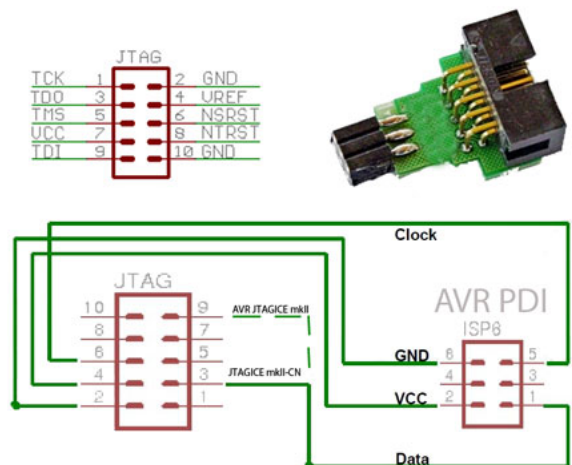 JTAG
TCK 1 2 GND
TDO 3 4 VREF
TMS 5 6 NSRST
VCC 7 8 NTRST
TDI 9 10 GND
Clock
JTAG
AVR PDI
ISP6
10 9 AVR JTAGICE mkII
8 7
6 5
4 3 JTAGICE mkII-CN
2 1
GND 6 5
4 3
VCC 2 1
Data